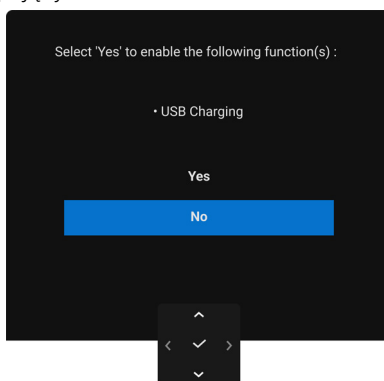 Select 'Yes' to enable the following function(s) :
• USB Charging
Yes
No